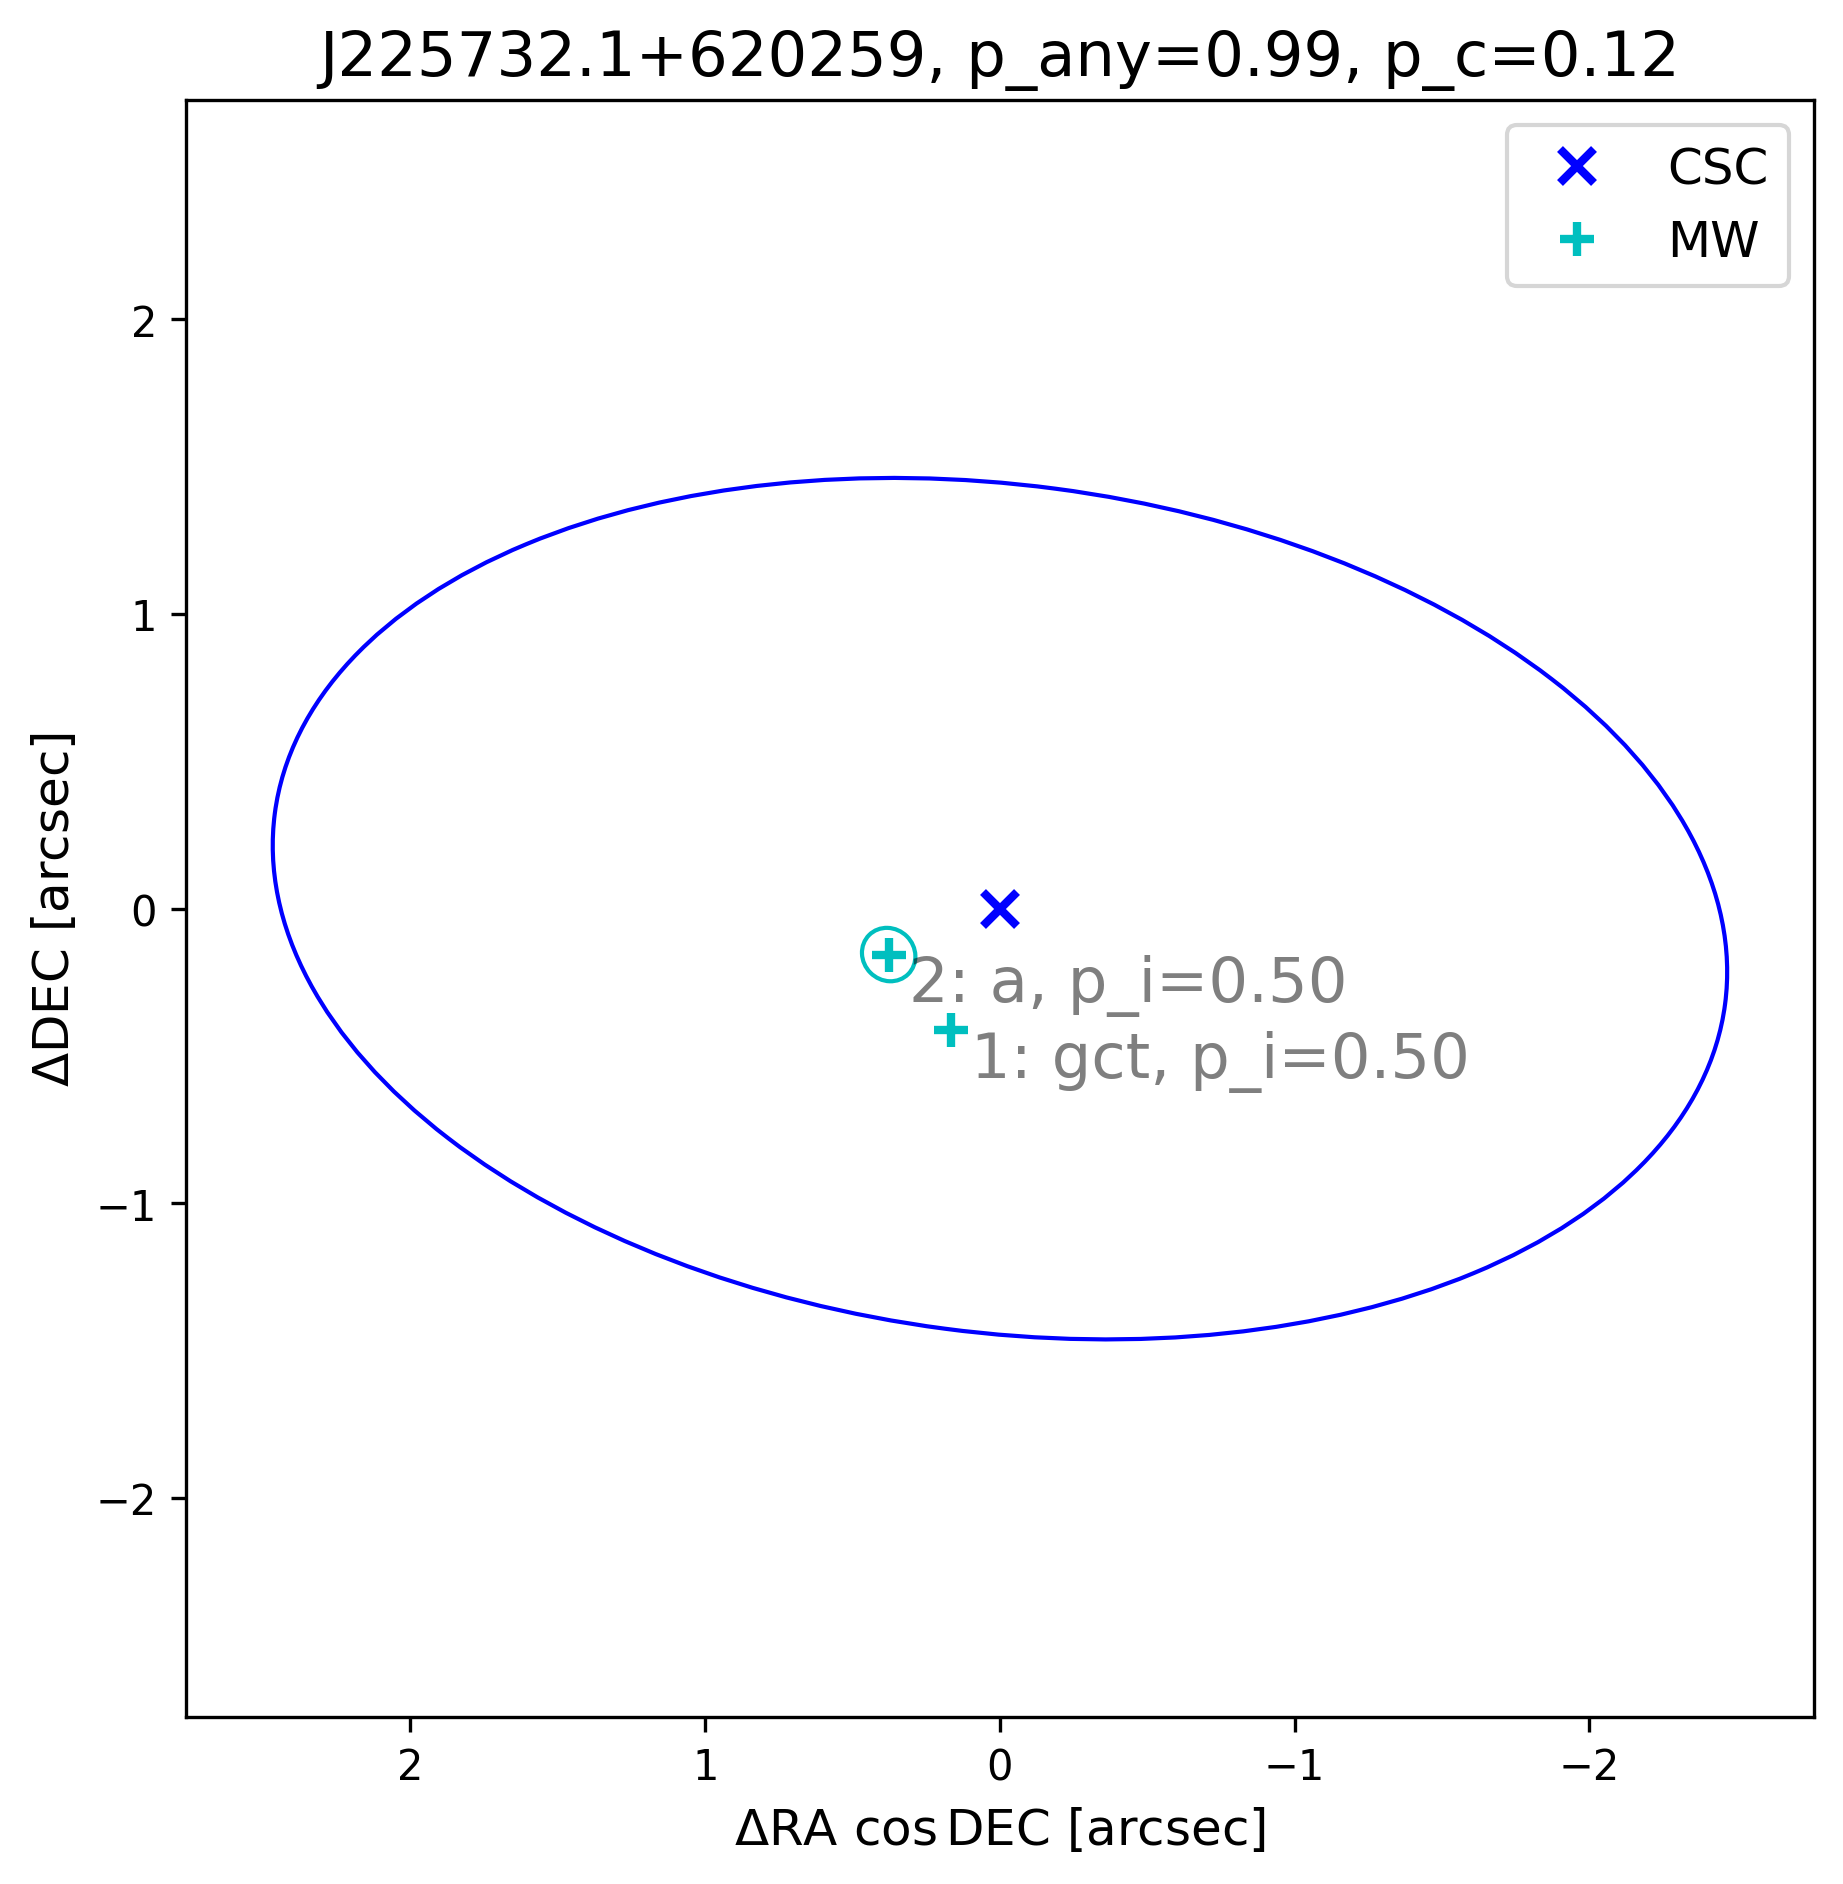 J225732.1+620259, p_any=0.99, p_c=0.12
CSC
MW
2
1
0
−1
−2
ΔDEC [arcsec]
2: a, p_i=0.50
1: gct, p_i=0.50
2
1
0
−1
−2
ΔRA cos DEC [arcsec]